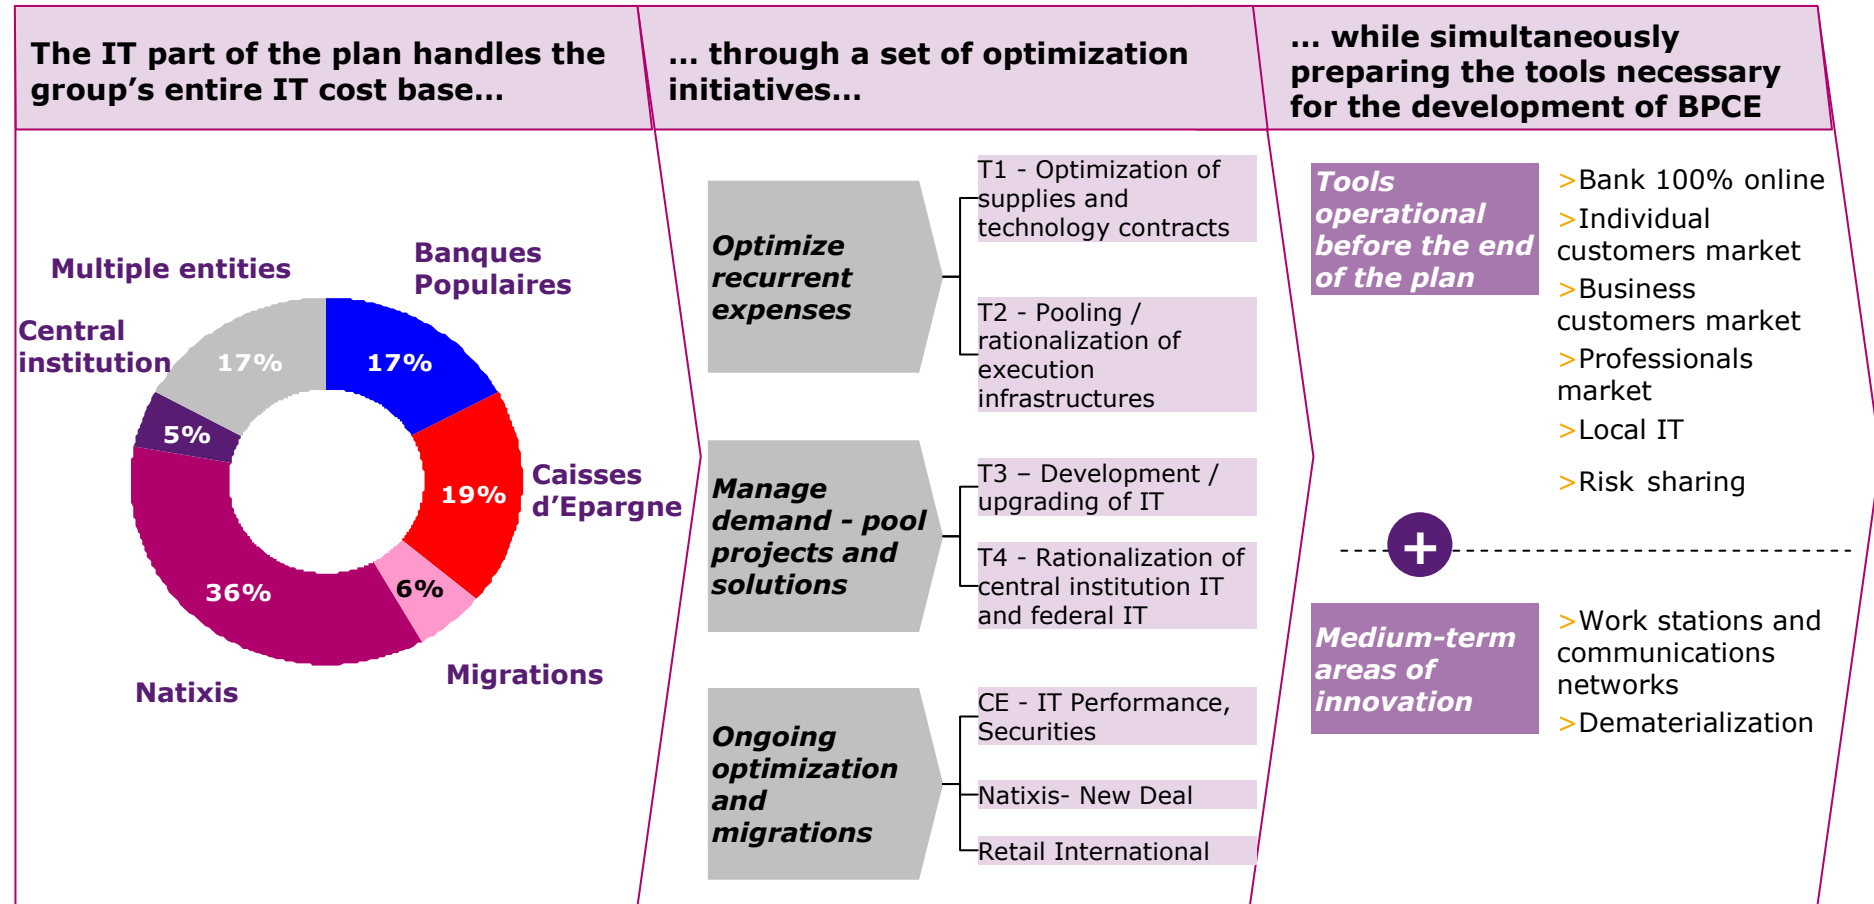 The IT part of the plan handles the
group’s entire IT cost base…
… through a set of optimization
initiatives…
… while simultaneously
preparing the tools necessary
for the development of BPCE
Multiple entities
Banques
Populaires
Central
institution
17%
17%
5%
Caisses
d’Epargne
19%
36%
6%
Natixis
Migrations
Optimize
recurrent
expenses
T1 - Optimization of
supplies and
technology contracts
T2 - Pooling /
rationalization of
execution
infrastructures
Manage
demand - pool
projects and
solutions
T3 – Development /
upgrading of IT
T4 - Rationalization of
central institution IT
and federal IT
Ongoing
optimization
and
migrations
CE - IT Performance,
Securities
Natixis- New Deal
Retail International
Tools
operational
before the end
of the plan
>Bank 100% online
>Individual
customers market
>Business
customers market
>Professionals
market
>Local IT
>Risk sharing
+
Medium-term
areas of
innovation
>Work stations and
communications
networks
>Dematerialization